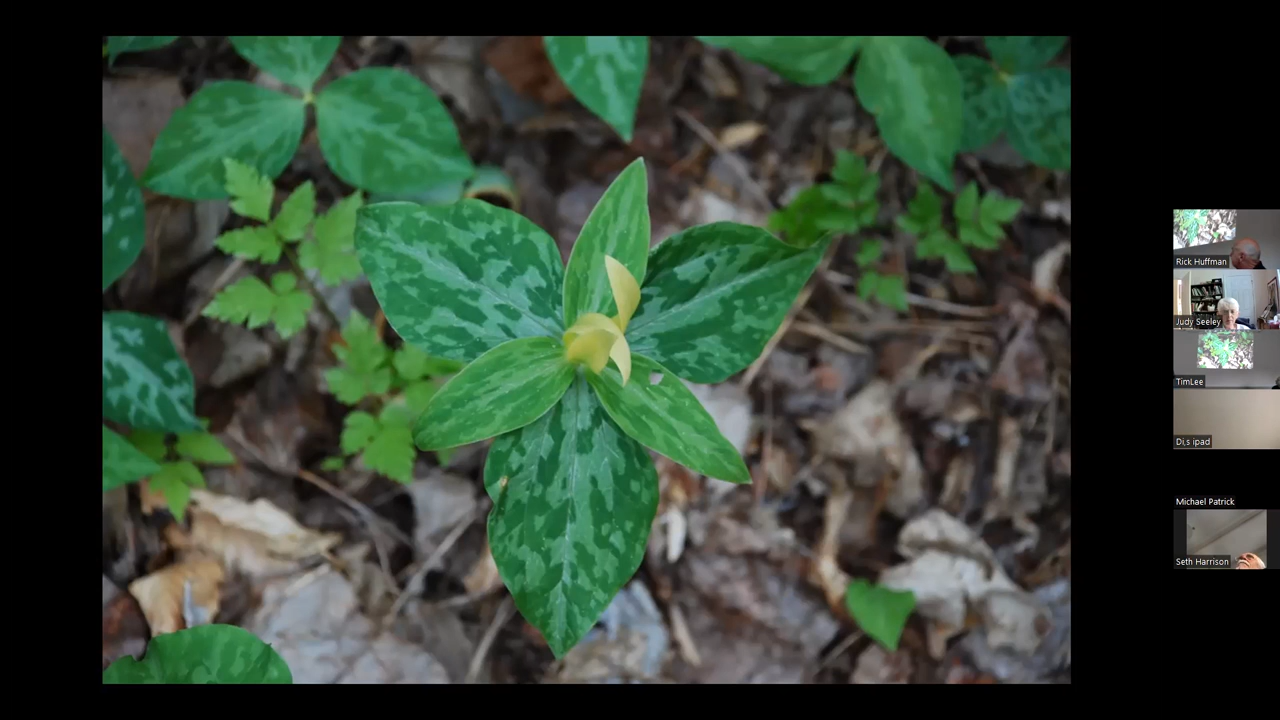 Rick Huffman
Judy Seeley
TimLee
Di,s ipad
Michael Patrick
Seth Harrison